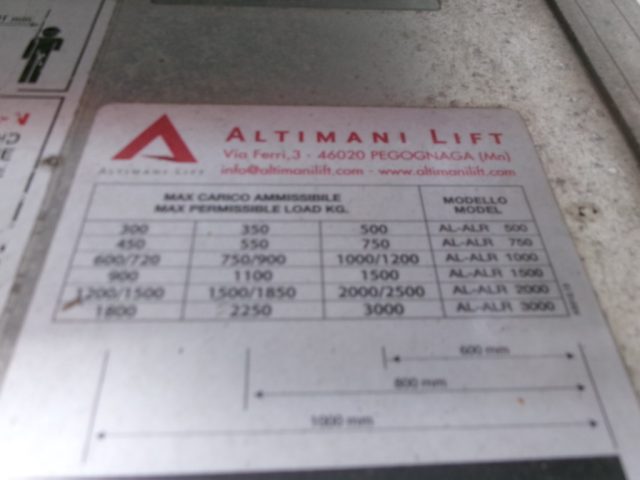 ALTIMANI LIFT
ALTIMANI LIFT
Via Ferri,3 - 46020 PEGOGNAGA (Mn)
info@altimanilift.com - www.altimanilift.com
MAX CARICO AMMISSIBILE
MAX PERMISSIBLE LOAD KG.
MODELLO
MODEL
300 350 500 AL-ALR 500
450 550 750 AL-ALR 750
600/720 750/900 1000/1200 AL-ALR 1000
900 1100 1500 AL-ALR 1500
1200/1500 1500/1850 2000/2500 AL-ALR 2000
1800 2250 3000 AL-ALR 3000
600 mm
800 mm
1000 mm